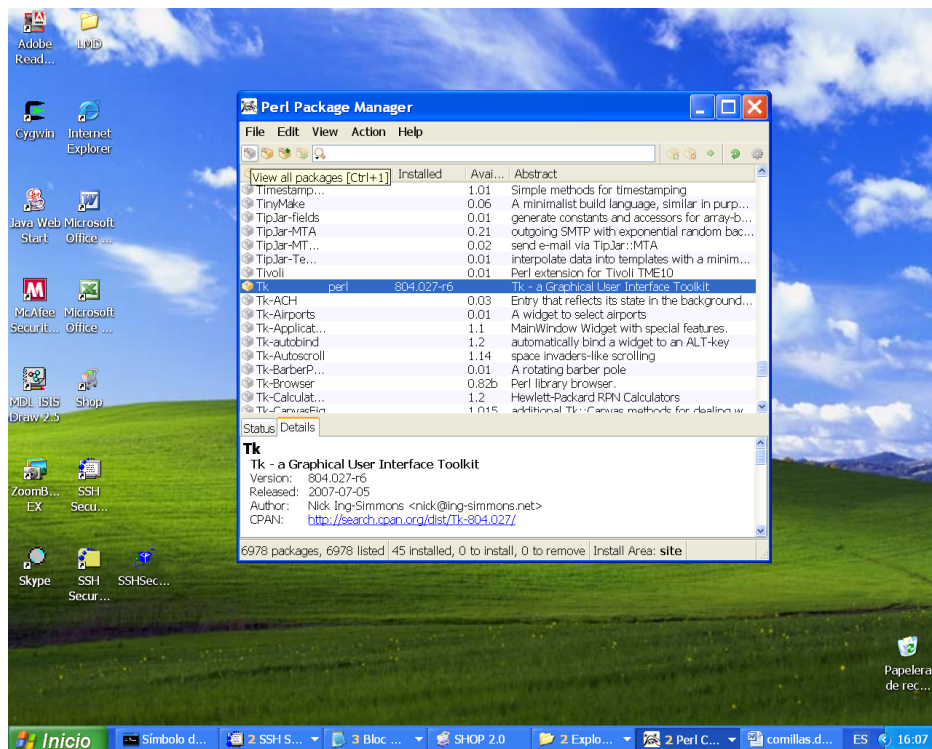 Adobe Read...
LMD
Cygwin
Internet Explorer
Java Web Start
Microsoft Office ...
McAfee Securit...
Microsoft Office ...
MDL ISIS Draw 2.5
Shop
ZoomB... EX
SSH Secu...
Skype
SSH Secur...
SSHSec...
Perl Package Manager
File Edit View Action Help
View all packages [Ctrl+1] Installed Avai... Abstract
Timestamp... 1.01 Simple methods for timestamping
TinyMake 0.06 A minimalist build language, similar in purp...
TipJar-fields 0.01 generate constants and accessors for array-b...
TipJar-MTA 0.21 outgoing SMTP with exponential random bac...
TipJar-MT... 0.02 send e-mail via TipJar::MTA
TipJar-Te... 0.01 interpolate data into templates with a minim...
Tivoli 0.01 Perl extension for Tivoli TME10
Tk perl 804.027-r6 Tk - a Graphical User Interface Toolkit
Tk-ACH 0.03 Entry that reflects its state in the background...
Tk-Airports 0.01 A widget to select airports
Tk-Applicat... 1.1 MainWindow Widget with special features.
Tk-autobind 1.2 automatically bind a widget to an ALT-key
Tk-Autoscroll 1.14 space invaders-like scrolling
Tk-BarberP... 0.01 A rotating barber pole
Tk-Browser 0.82b Perl library browser.
Tk-Calculat... 1.2 Hewlett-Packard RPN Calculators
Tk-CanvasFig 1.015 additional Tk::Canvas methods for dealing w...
Status Details
Tk
Tk - a Graphical User Interface Toolkit
Version: 804.027-r6
Released: 2007-07-05
Author: Nick Ing-Simmons <nick@ing-simmons.net>
CPAN: http://search.cpan.org/dist/Tk-804.027/
6978 packages, 6978 listed 45 installed, 0 to install, 0 to remove Install Area: site
Papelera de rec...
Inicio Símbolo d... 2 SSH S... 3 Bloc ... SHOP 2.0 2 Explo... 2 Perl C... comillas.d... ES 16:07